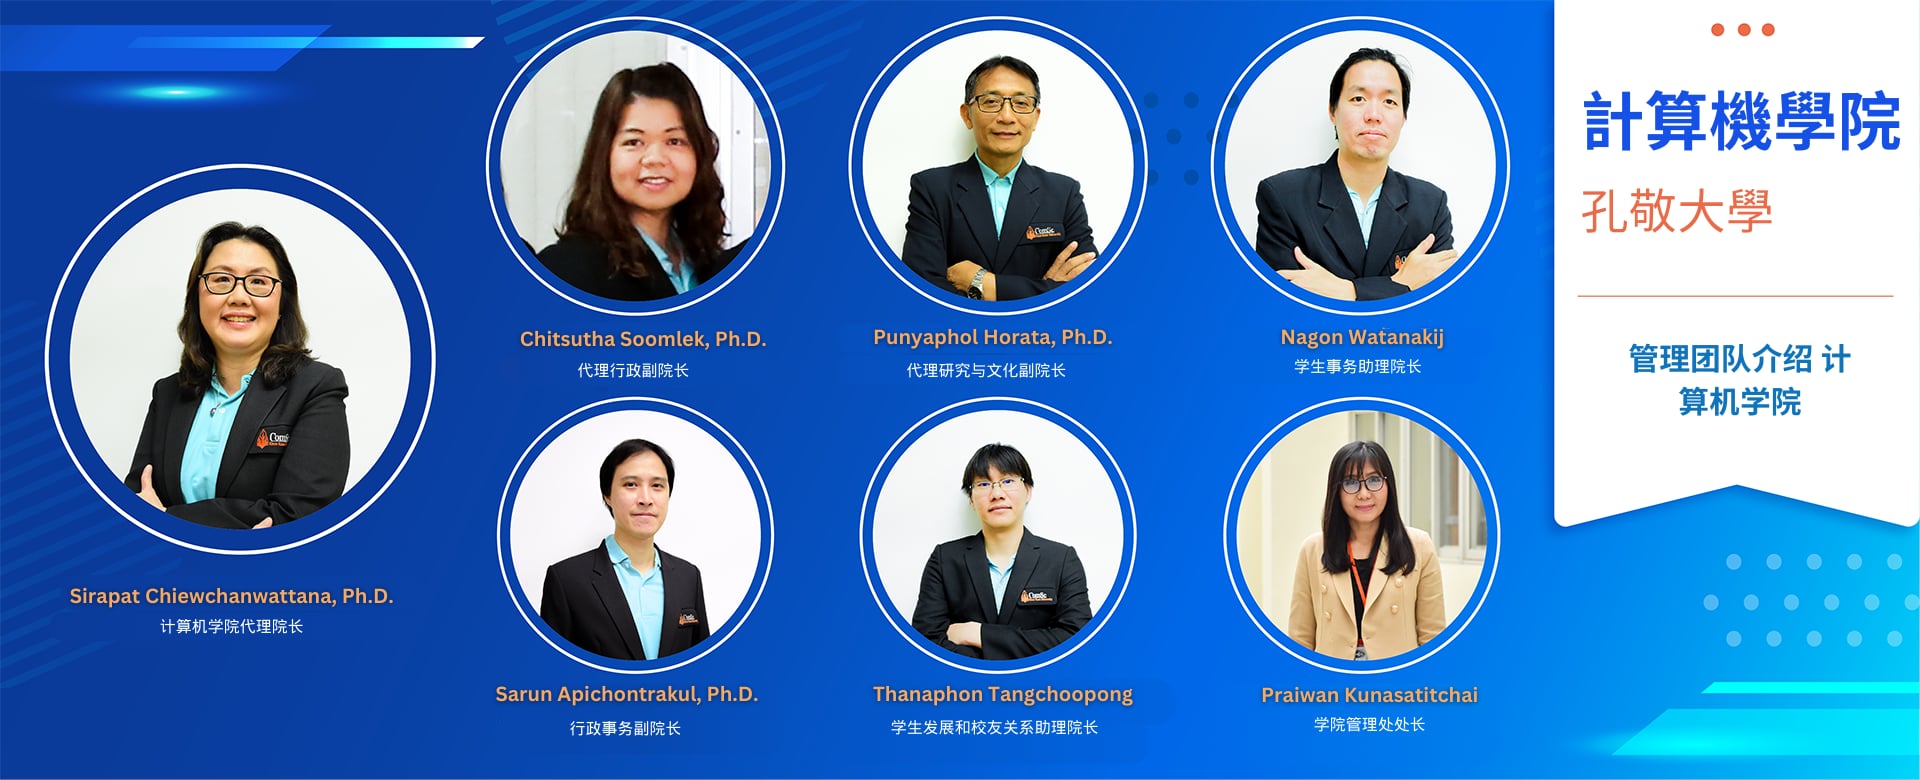 計算機學院
孔敬大學
管理团队介绍 计
算机学院
Sirapat Chiewchanwattana, Ph.D.
计算机学院代理院长
Chitsutha Soomlek, Ph.D.
代理行政副院长
Punyaphol Horata, Ph.D.
代理研究与文化副院长
Nagon Watanakij
学生事务助理院长
Sarun Apichontrakul, Ph.D.
行政事务副院长
Thanaphon Tangchoopong
学生发展和校友关系助理院长
Praiwan Kunasatitchai
学院管理处处长